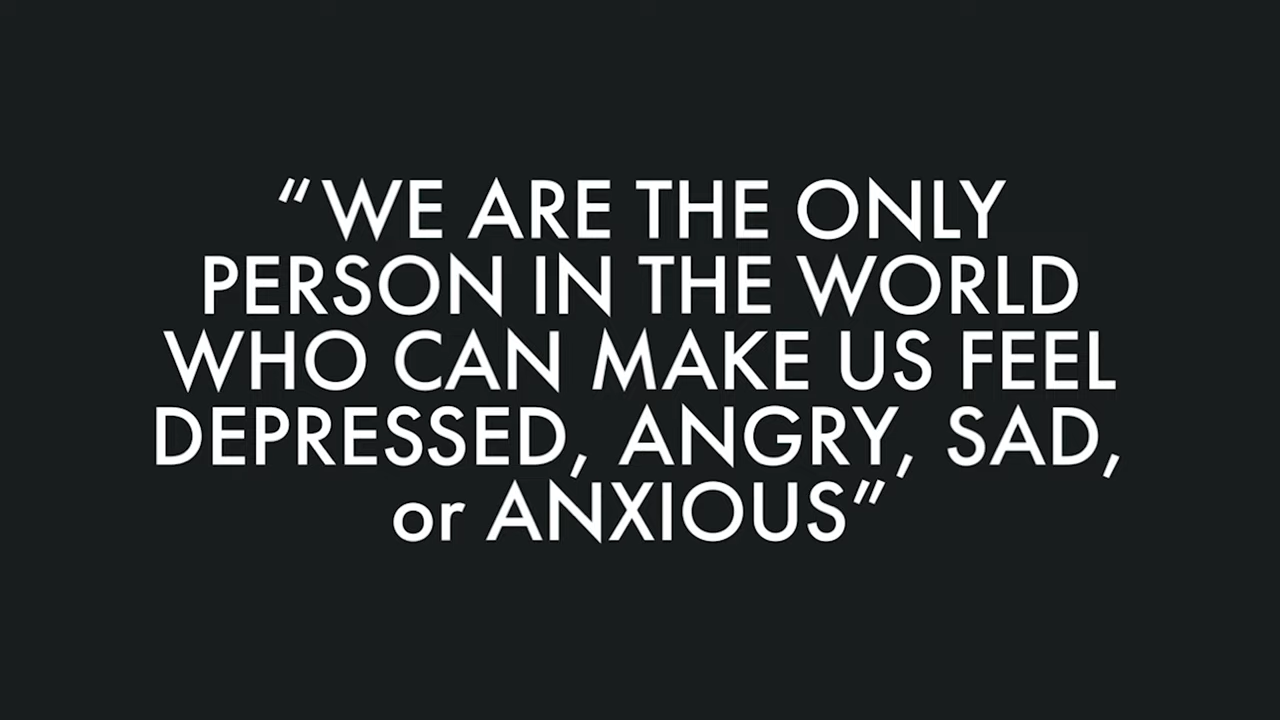 “WE ARE THE ONLY
PERSON IN THE WORLD
WHO CAN MAKE US FEEL
DEPRESSED, ANGRY, SAD,
or ANXIOUS”